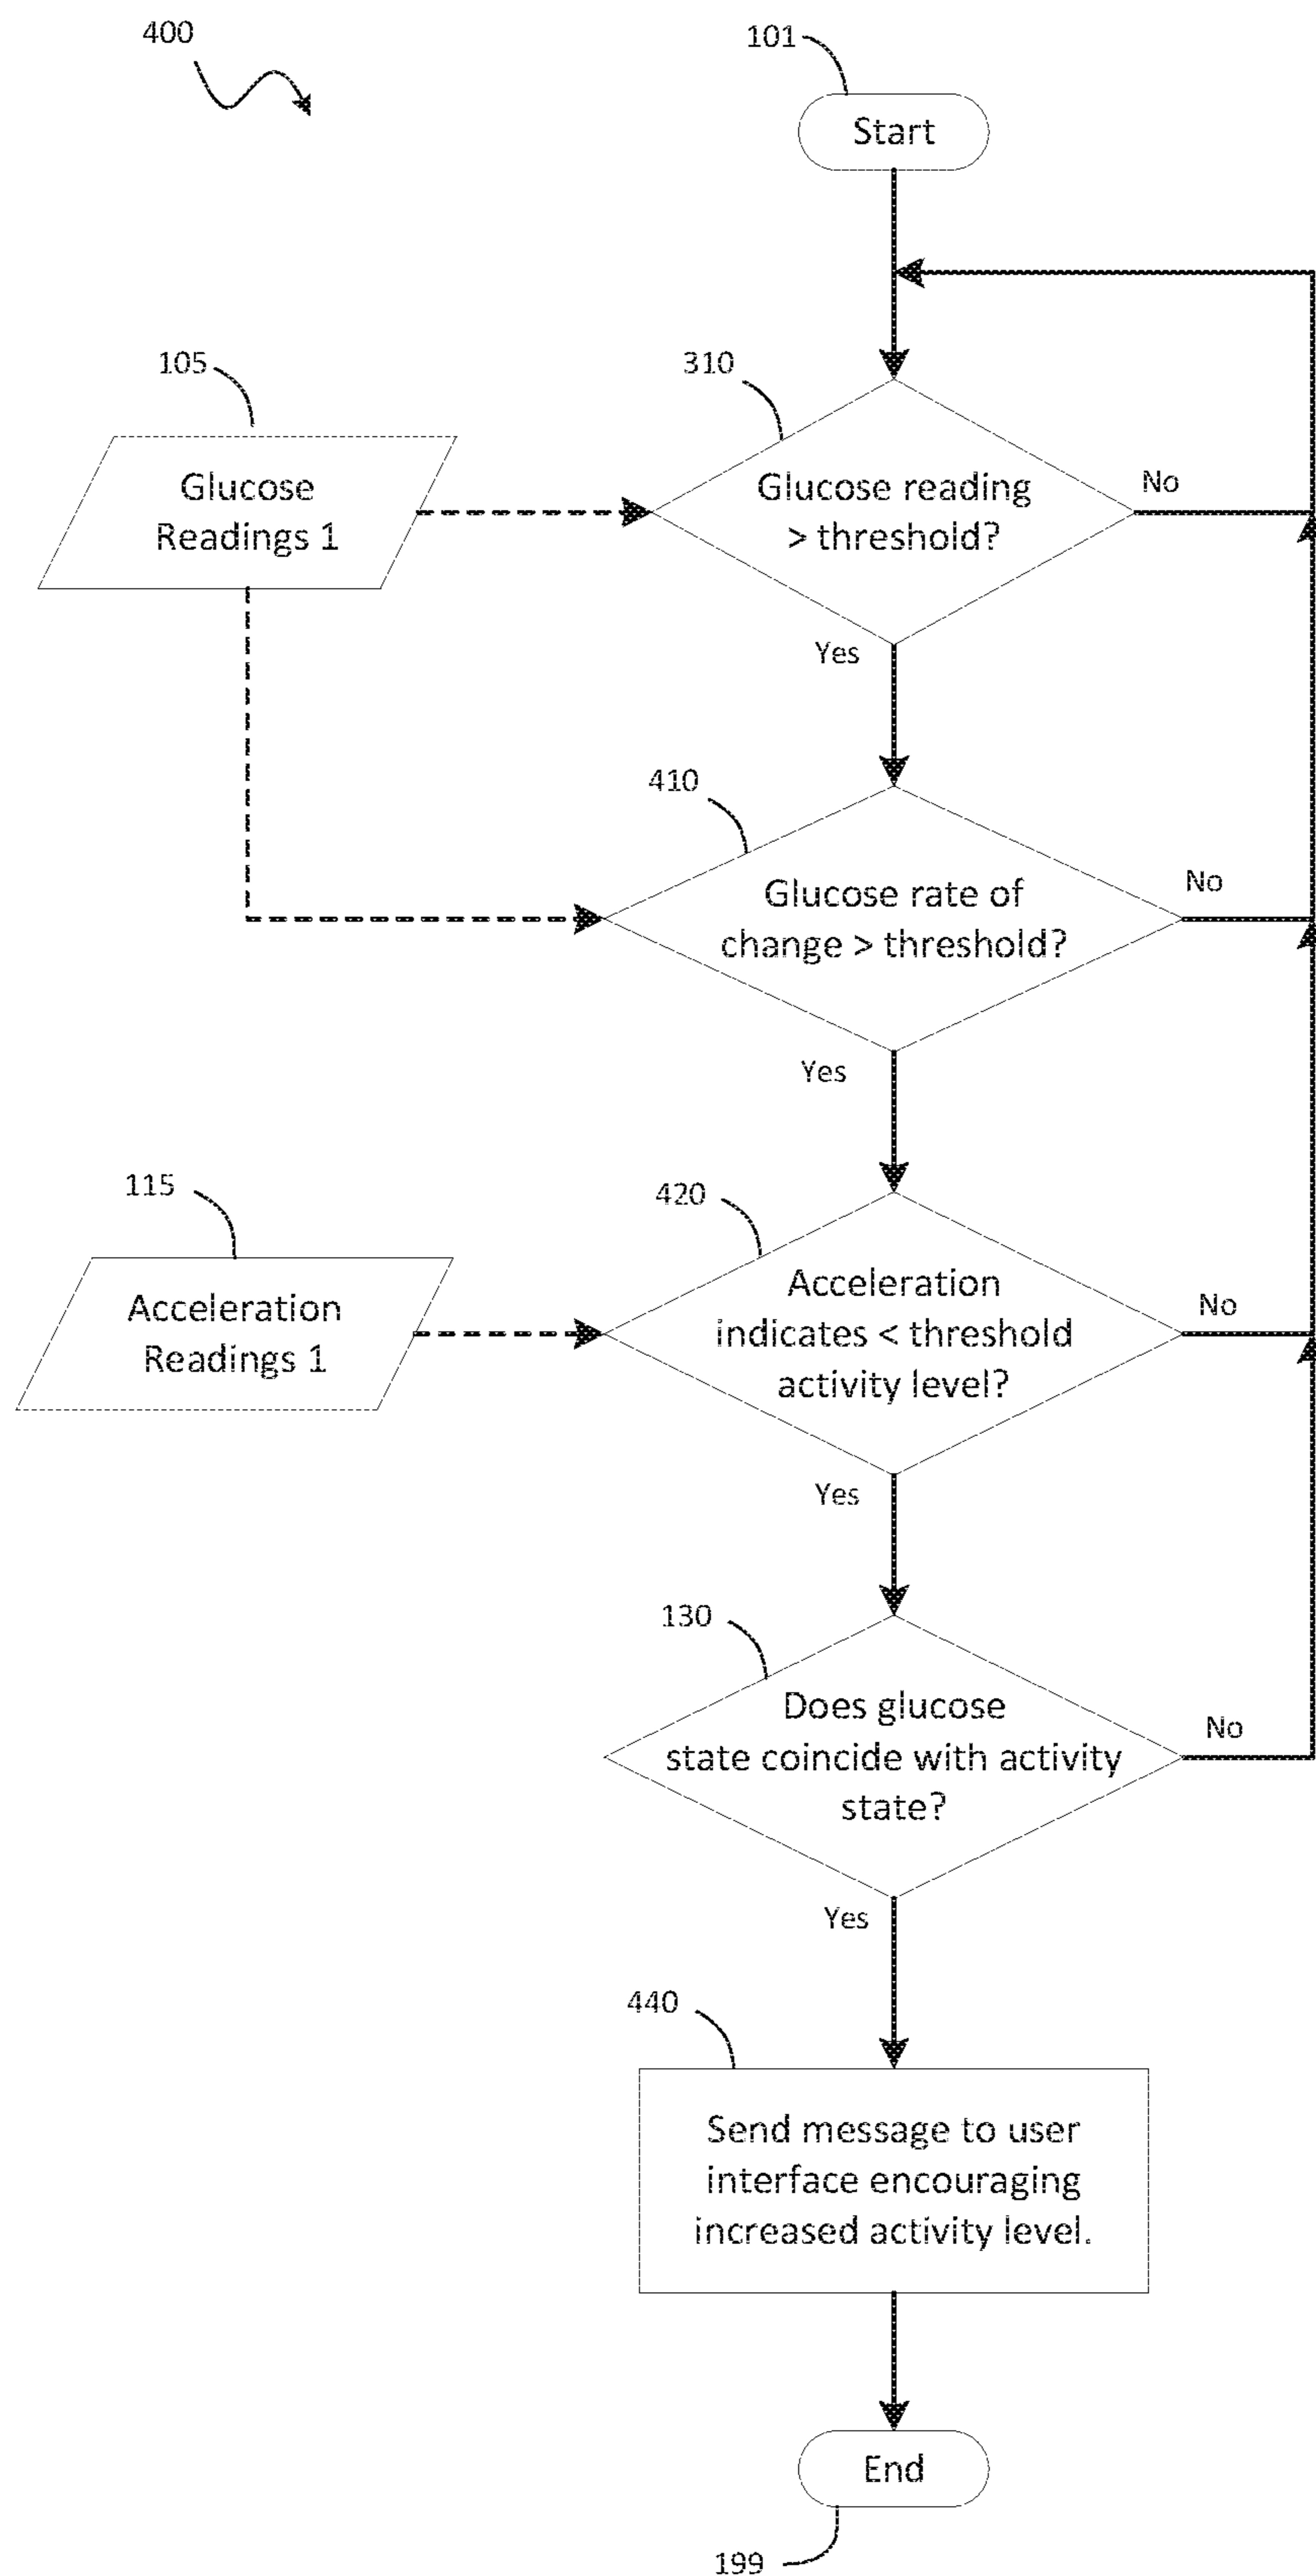 400
101
Start
105
310
Glucose
Readings 1
Glucose reading
> threshold?
No
Yes
410
Glucose rate of
change > threshold?
No
Yes
115
420
Acceleration
Readings 1
Acceleration
indicates < threshold
activity level?
No
Yes
130
Does glucose
state coincide with activity
state?
No
Yes
440
Send message to user
interface encouraging
increased activity level.
End
199